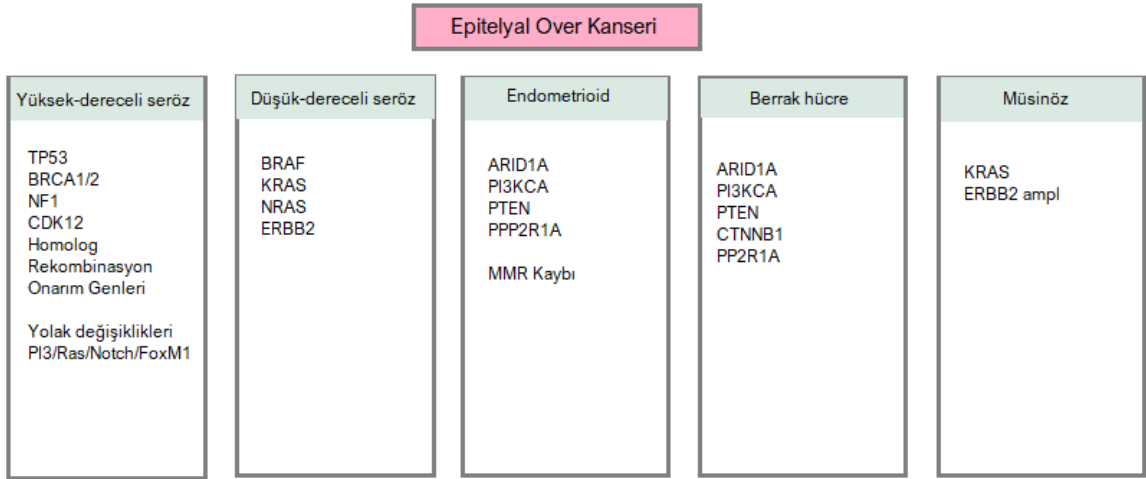 Epitelyal Over Kanseri
Yüksek-dereceli seröz
TP53
BRCA1/2
NF1
CDK12
Homolog
Rekombinasyon
Onarım Genleri
Yolak değişiklikleri
PI3/Ras/Notch/FoxM1
Düşük-dereceli seröz
BRAF
KRAS
NRAS
ERBB2
Endometrioid
ARID1A
PI3KCA
PTEN
PPP2R1A
MMR Kaybı
Berrak hücre
ARID1A
PI3KCA
PTEN
CTNNB1
PP2R1A
Müsinöz
KRAS
ERBB2 ampl